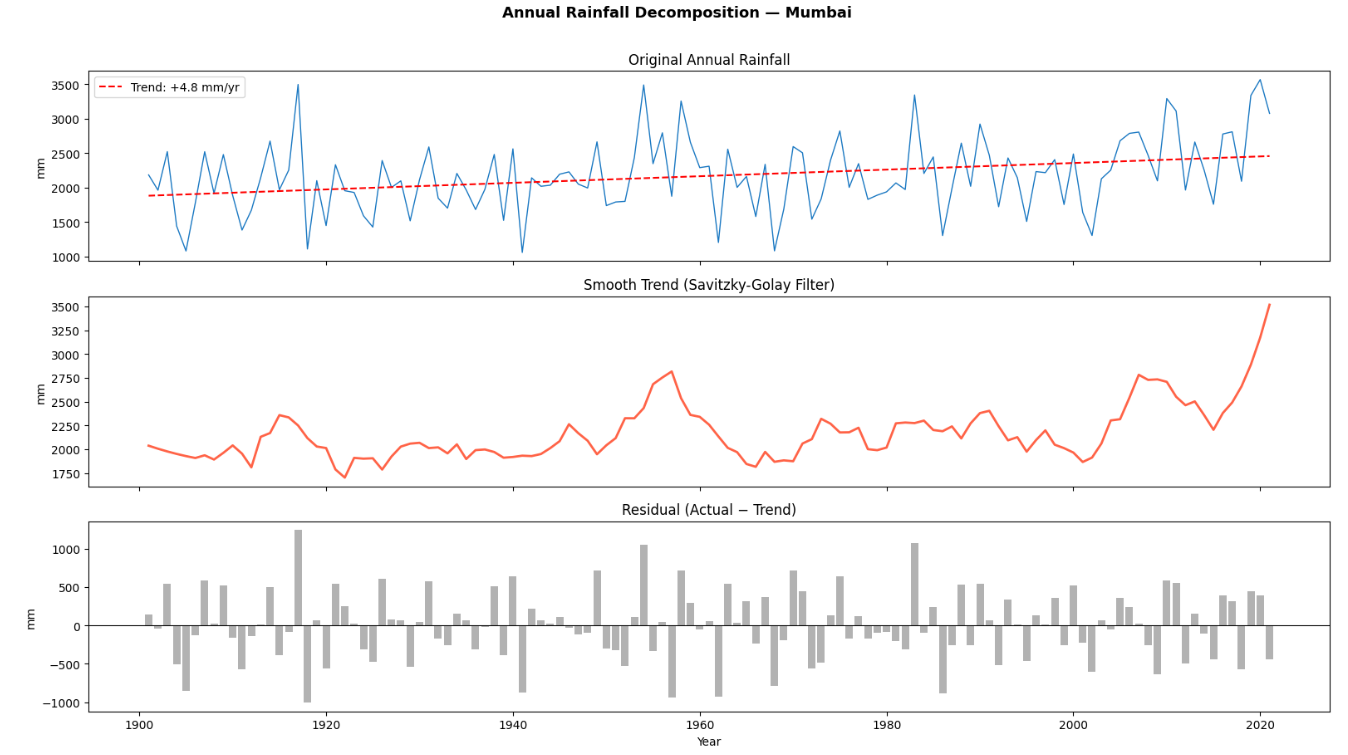 Annual Rainfall Decomposition — Mumbai
Original Annual Rainfall
Trend: +4.8 mm/yr
3500
3000
2500
2000
1500
1000
mm
Smooth Trend (Savitzky-Golay Filter)
3500
3250
3000
2750
2500
2250
2000
1750
mm
Residual (Actual − Trend)
1000
500
0
−500
−1000
mm
1900 1920 1940 1960 1980 2000 2020
Year